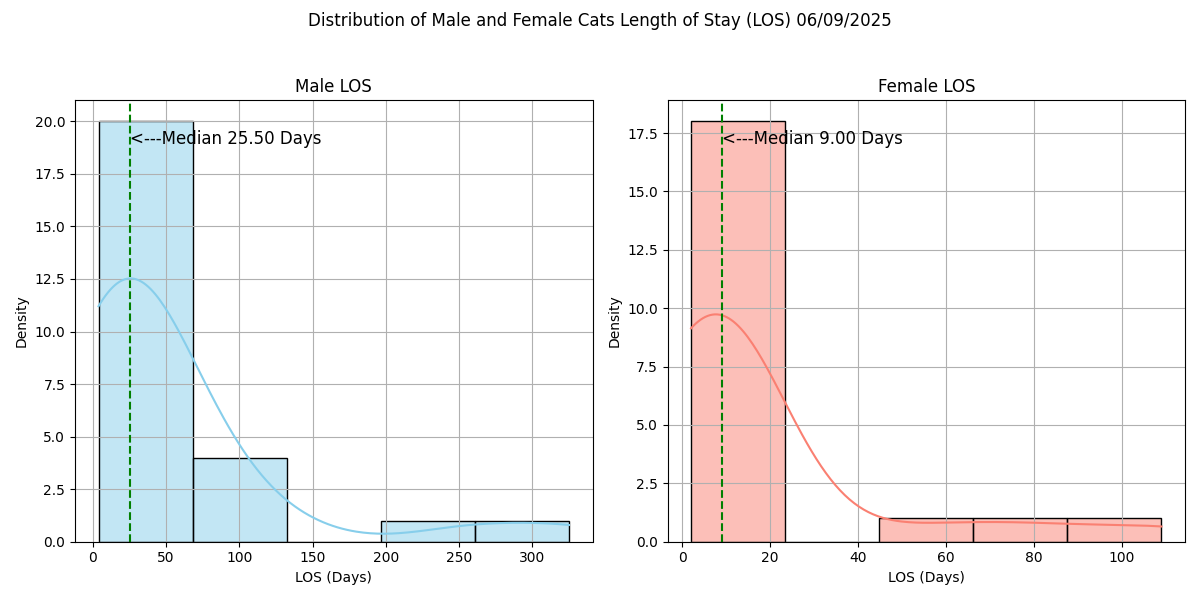 Distribution of Male and Female Cats Length of Stay (LOS) 06/09/2025
Male LOS
20.0
17.5
15.0
12.5
10.0
7.5
5.0
2.5
0.0
Density
<---Median 25.50 Days
0 50 100 150 200 250 300
LOS (Days)
Female LOS
17.5
15.0
12.5
10.0
7.5
5.0
2.5
0.0
Density
<---Median 9.00 Days
0 20 40 60 80 100
LOS (Days)